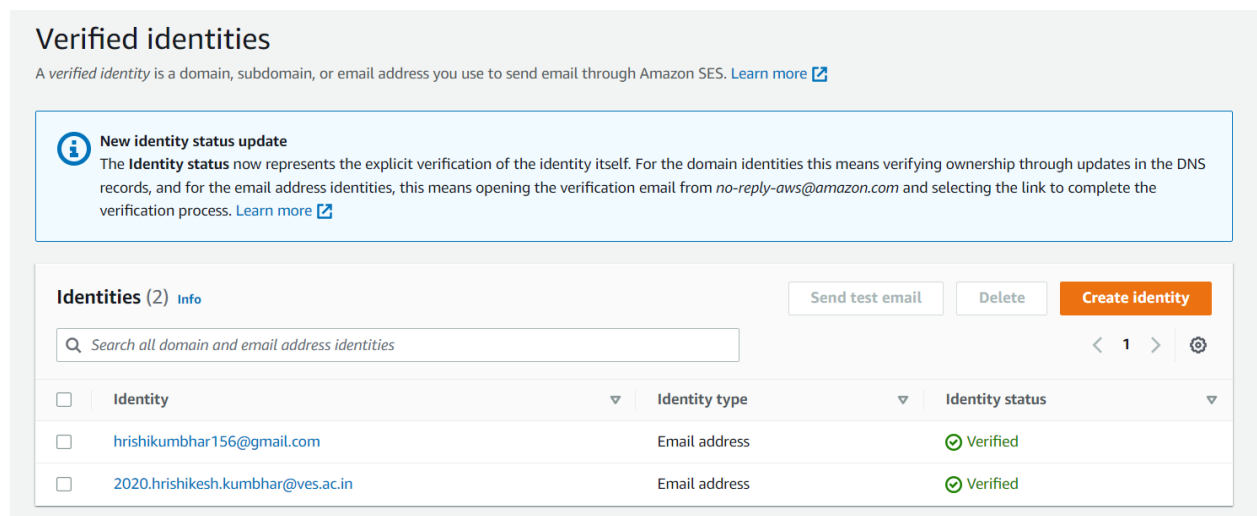 Verified identities
A verified identity is a domain, subdomain, or email address you use to send email through Amazon SES. Learn more
New identity status update
The Identity status now represents the explicit verification of the identity itself. For the domain identities this means verifying ownership through updates in the DNS
records, and for the email address identities, this means opening the verification email from no-reply-aws@amazon.com and selecting the link to complete the
verification process. Learn more
Identities (2) Info
Send test email
Delete
Create identity
Search all domain and email address identities
1
Identity Identity type Identity status
hrishikumbhar156@gmail.com Email address Verified
2020.hrishikesh.kumbhar@ves.ac.in Email address Verified